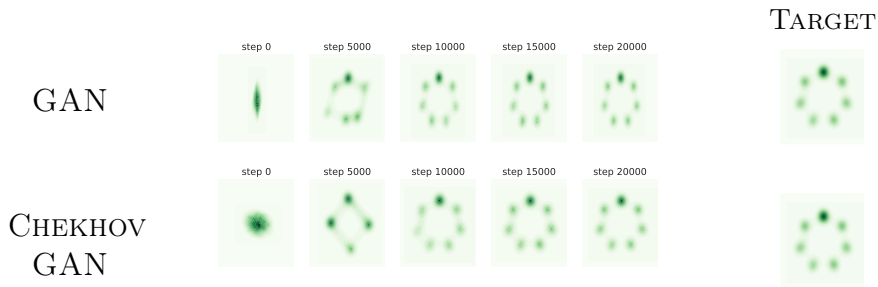 TARGET
step 0 step 5000 step 10000 step 15000 step 20000
GAN
step 0 step 5000 step 10000 step 15000 step 20000
CHEKHOV
GAN